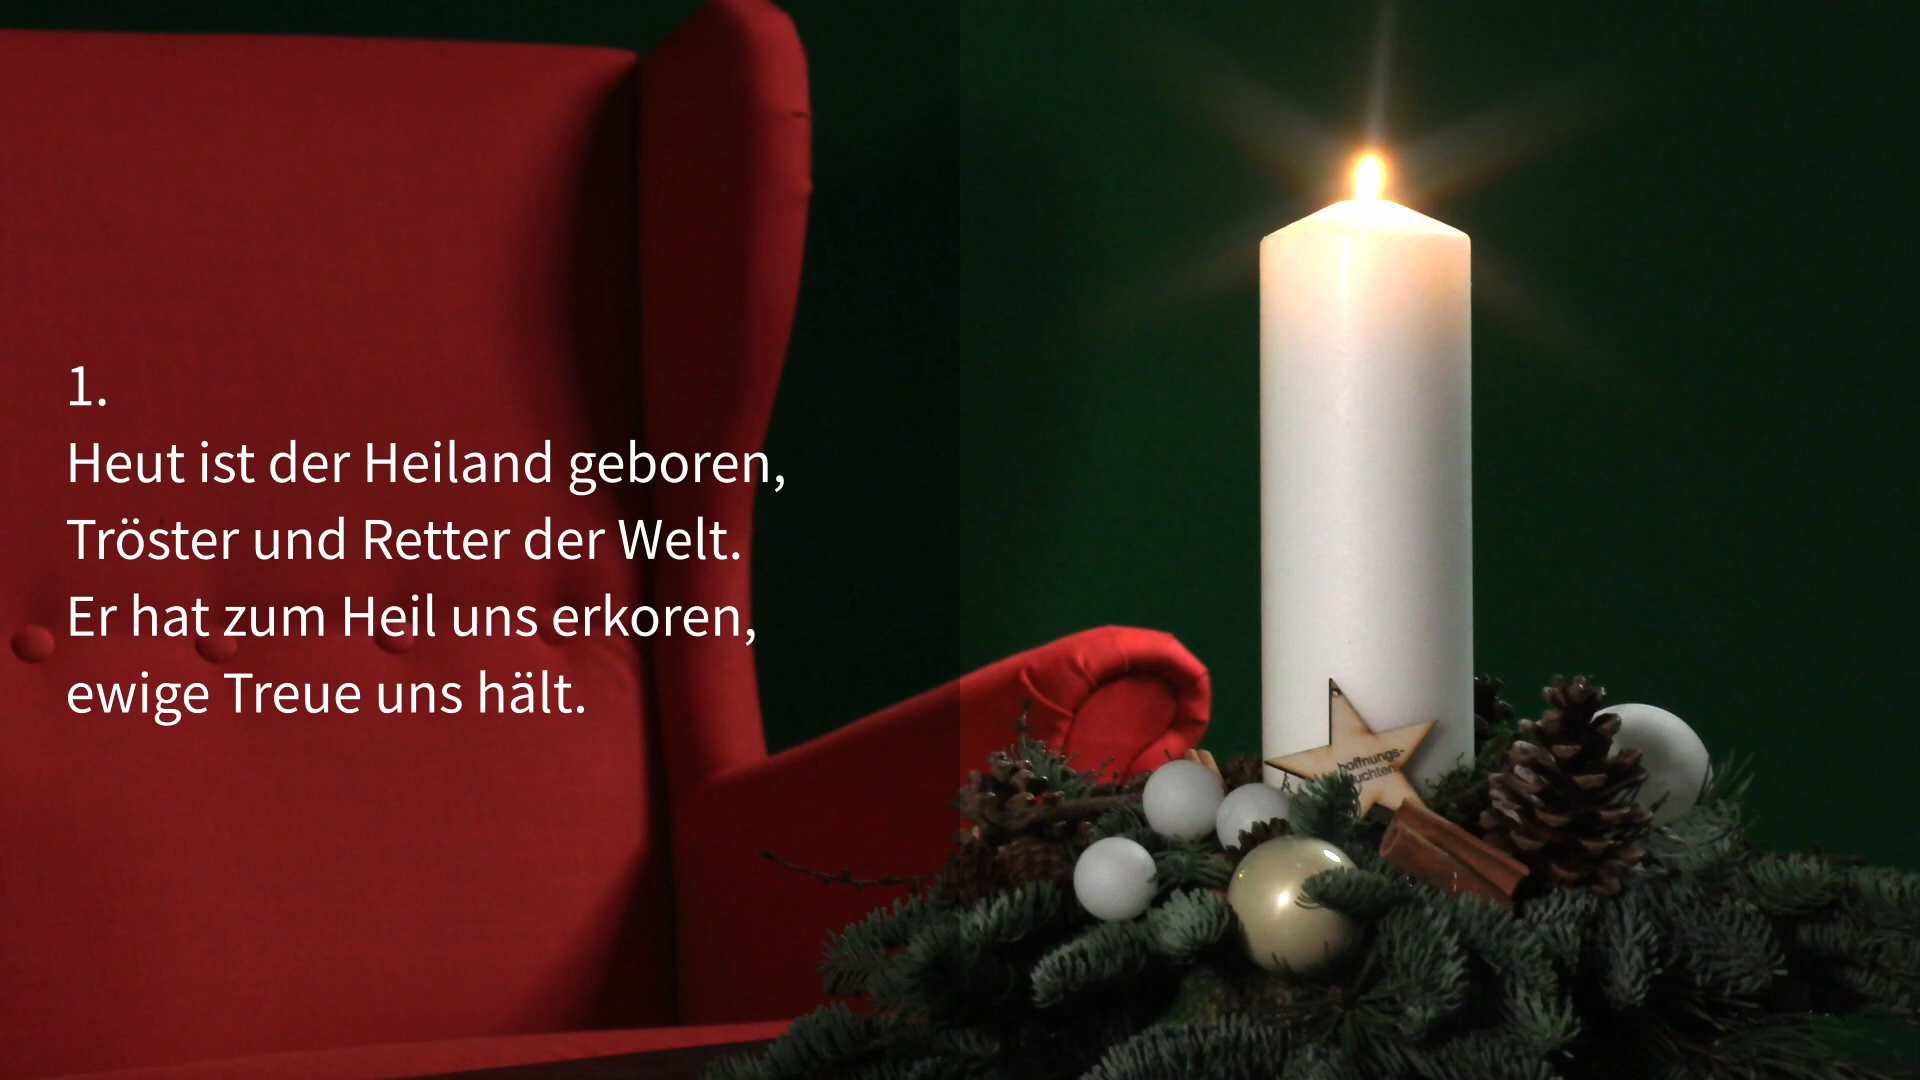 1.
Heut ist der Heiland geboren,
Tröster und Retter der Welt.
Er hat zum Heil uns erkoren,
ewige Treue uns hält.
hoffnungs-